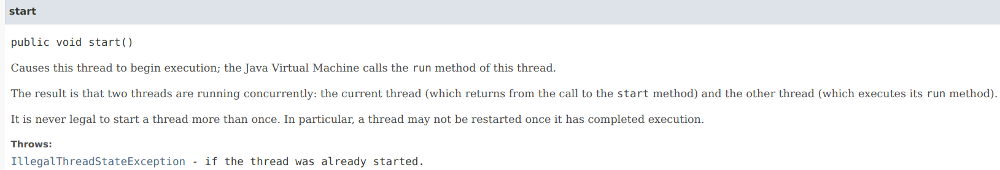 start
public void start()
Causes this thread to begin execution; the Java Virtual Machine calls the run method of this thread.
The result is that two threads are running concurrently: the current thread (which returns from the call to the start method) and the other thread (which executes its run method).
It is never legal to start a thread more than once. In particular, a thread may not be restarted once it has completed execution.
Throws:
IllegalThreadStateException - if the thread was already started.